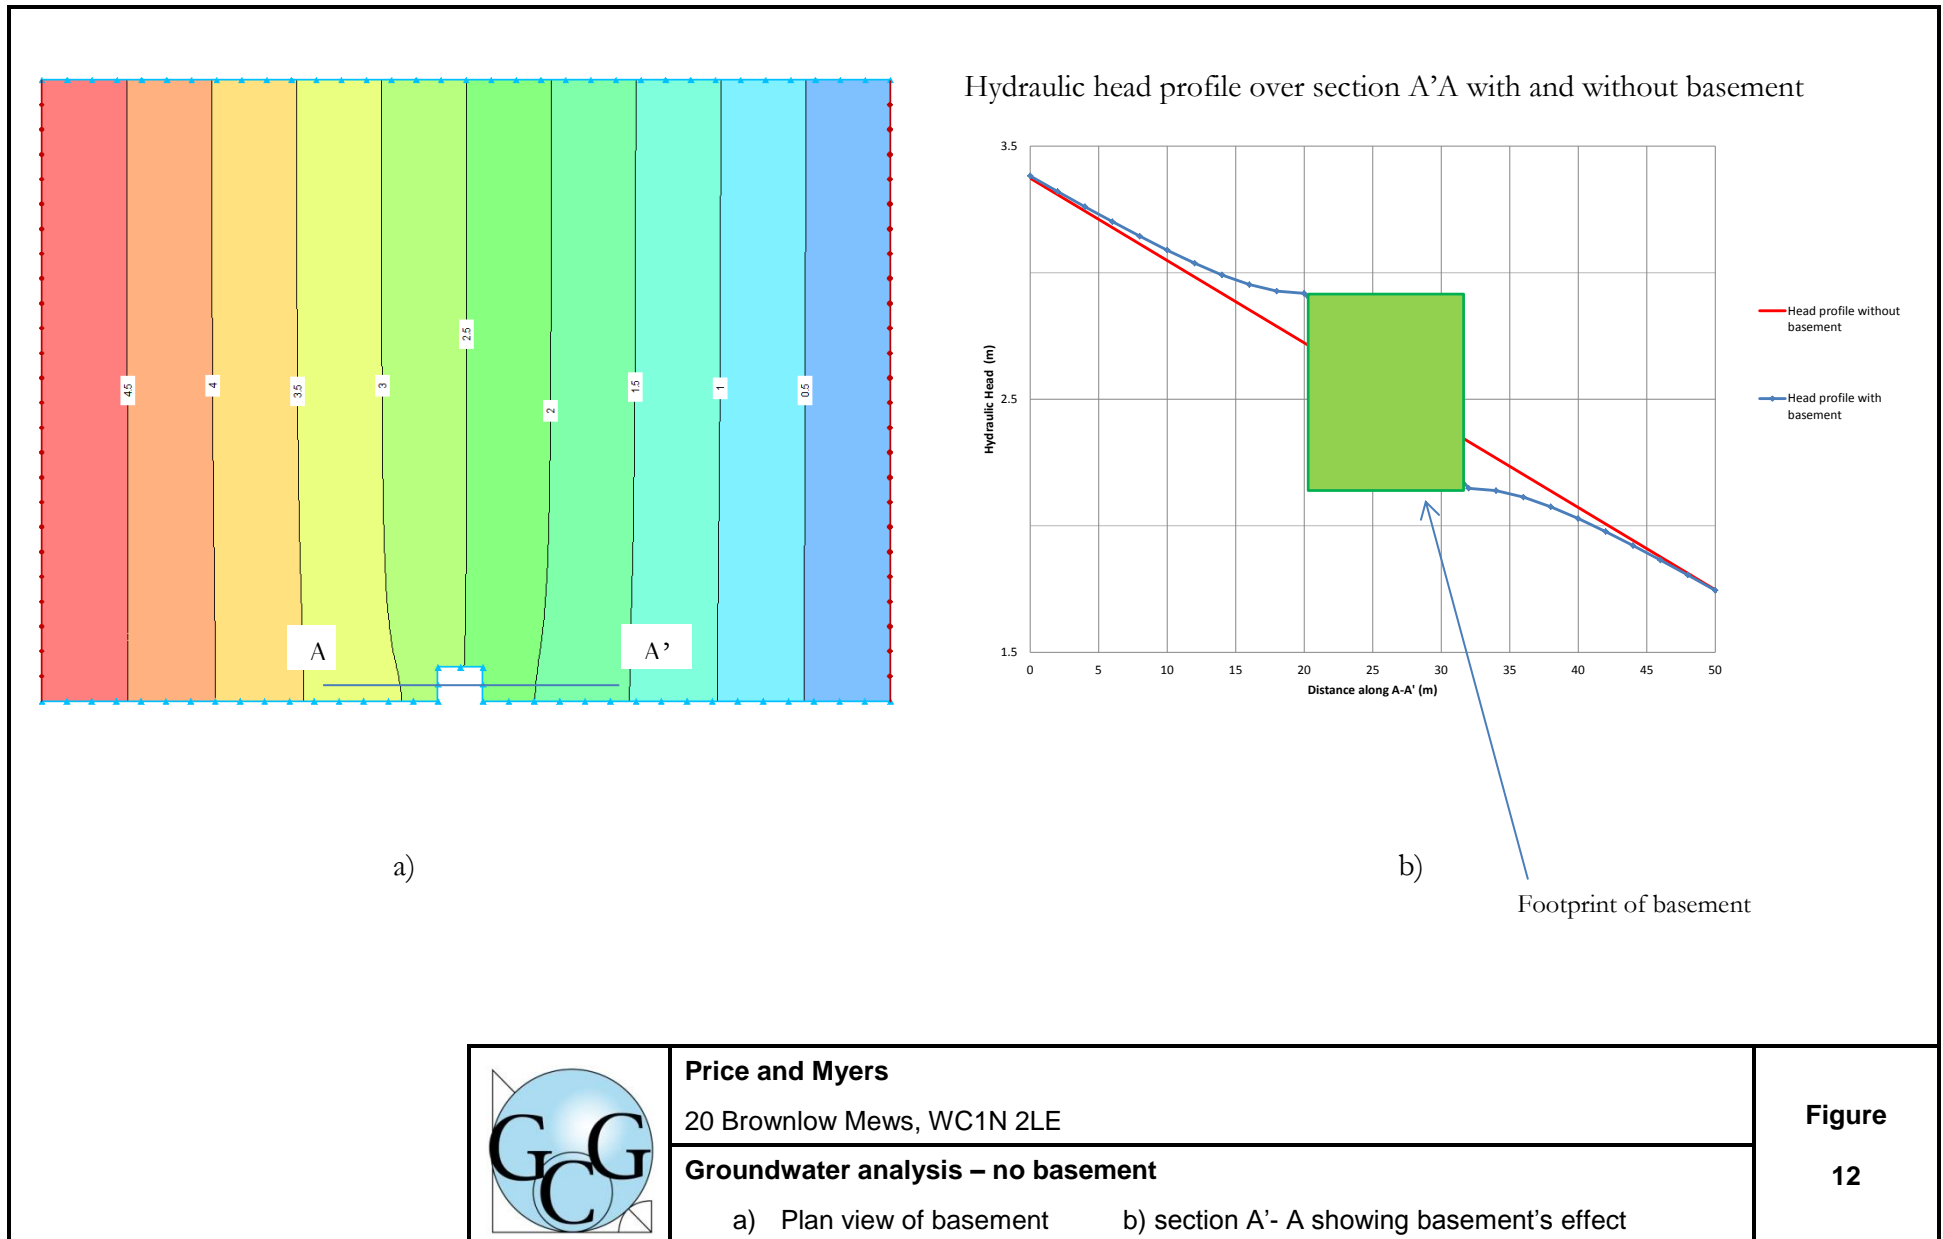 Hydraulic head profile over section A’A with and without basement
4.5
4
3.5
3
2.5
2
1.5
1
0.5
A
A’
3.5
2.5
1.5
Hydraulic Head (m)
0 5 10 15 20 25 30 35 40 45 50
Distance along A-A' (m)
Head profile without
basement
Head profile with
basement
a)
b)
Footprint of basement
GCG
Price and Myers
20 Brownlow Mews, WC1N 2LE
Groundwater analysis – no basement
a) Plan view of basement b) section A’- A showing basement’s effect
Figure
12